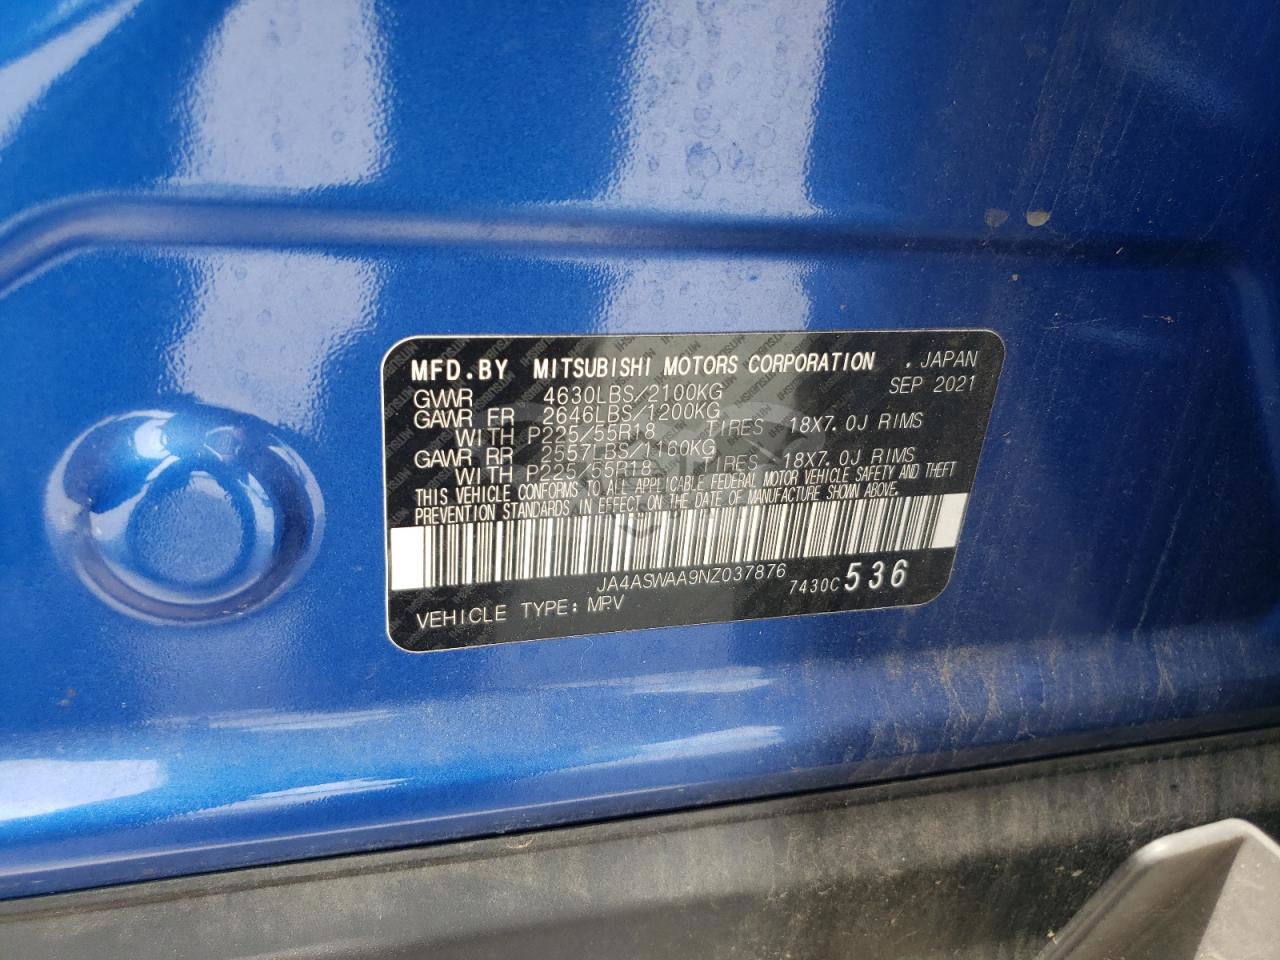 MFD.BY MITSUBISHI MOTORS CORPORATION .JAPAN
SEP 2021
GVWR 4630LBS/2100KG
GAWR FR 2646LBS/1200KG
WITH P225/55R18 TIRES 18X7.0J RIMS
GAWR RR 2557LBS/1160KG
WITH P225/55R18 TIRES 18X7.0J RIMS
THIS VEHICLE CONFORMS TO ALL APPLICABLE FEDERAL MOTOR VEHICLE SAFETY AND THEFT
PREVENTION STANDARDS IN EFFECT ON THE DATE OF MANUFACTURE SHOWN ABOVE.
JA4ASWAA9NZ037876
7430C 536
VEHICLE TYPE: MPV